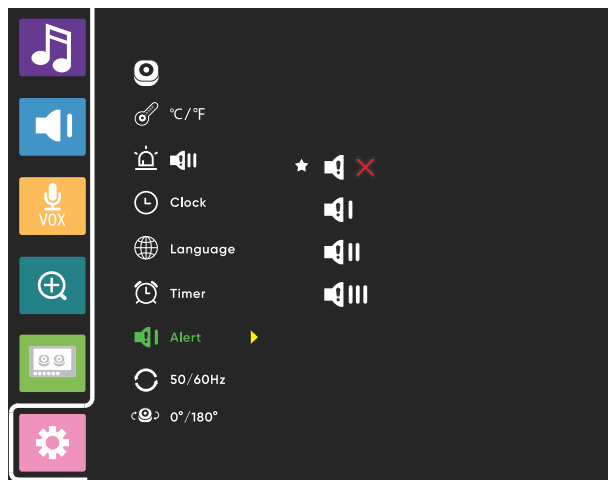 VOX
°C/°F
Clock
Language
Timer
Alert
50/60Hz
0°/180°